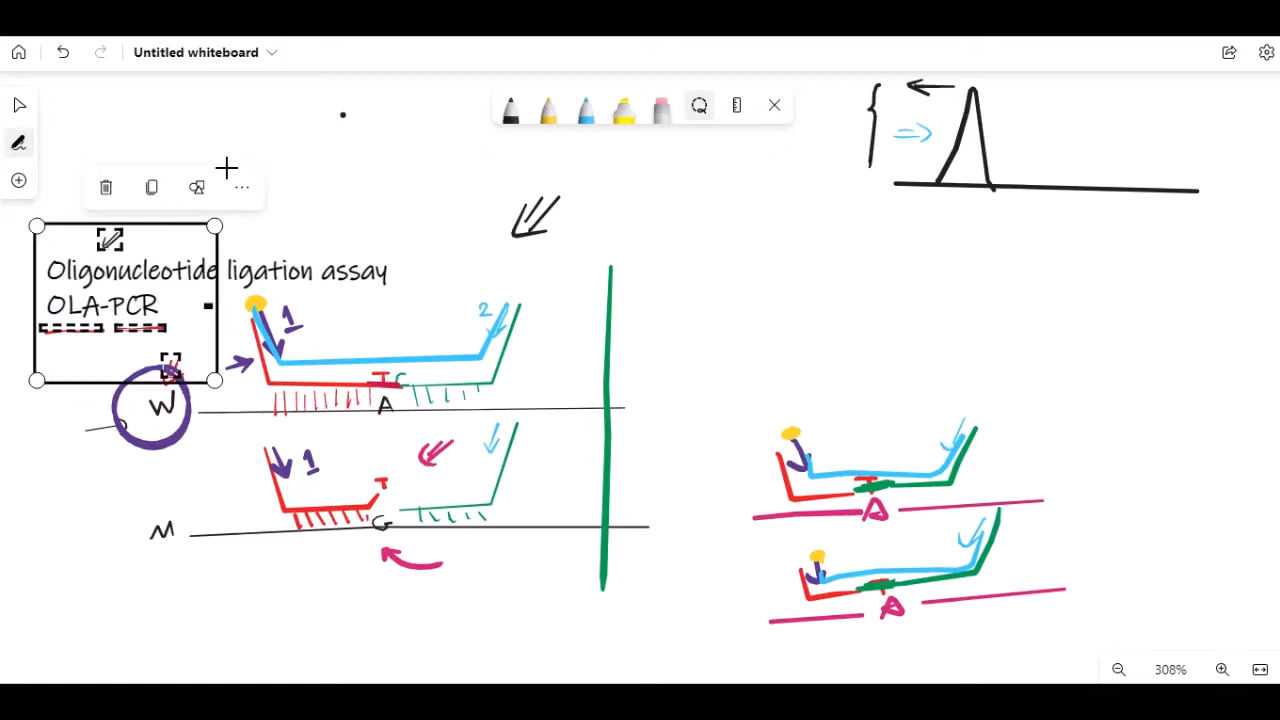 Untitled whiteboard
Oligonucleotide ligation assay
OLA-PCR
1
2
T C
A
W
1
T
G
M
T
A
T
A
308%